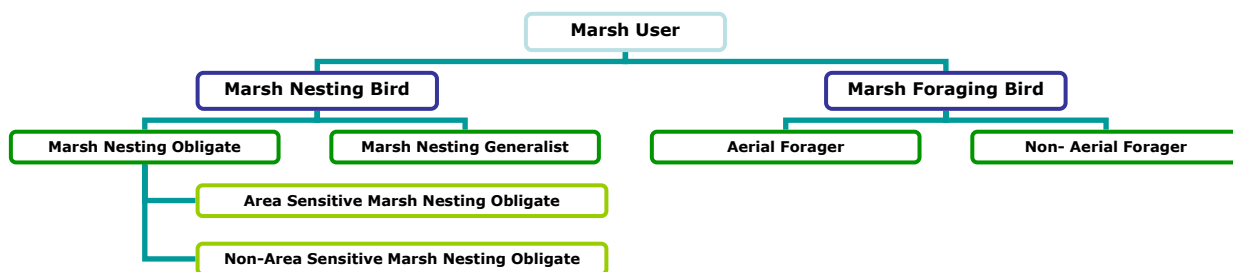 Marsh User
Marsh Nesting Bird
Marsh Foraging Bird
Marsh Nesting Obligate
Marsh Nesting Generalist
Aerial Forager
Non- Aerial Forager
Area Sensitive Marsh Nesting Obligate
Non-Area Sensitive Marsh Nesting Obligate